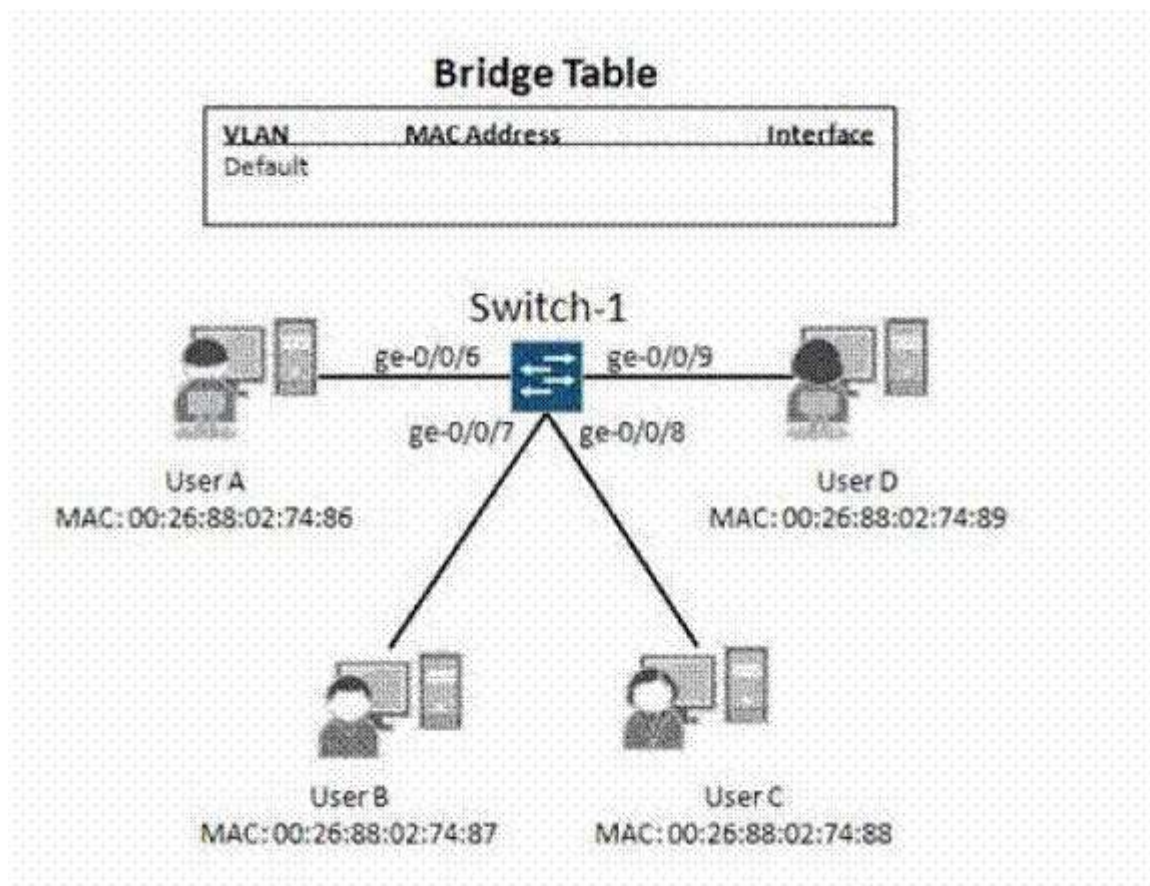 Bridge Table
VLAN MAC Address Interface
Default
Switch-1
ge-0/0/6 ge-0/0/9
ge-0/0/7 ge-0/0/8
User A User D
MAC: 00:26:88:02:74:86 MAC: 00:26:88:02:74:89
User B User C
MAC: 00:26:88:02:74:87 MAC: 00:26:88:02:74:88